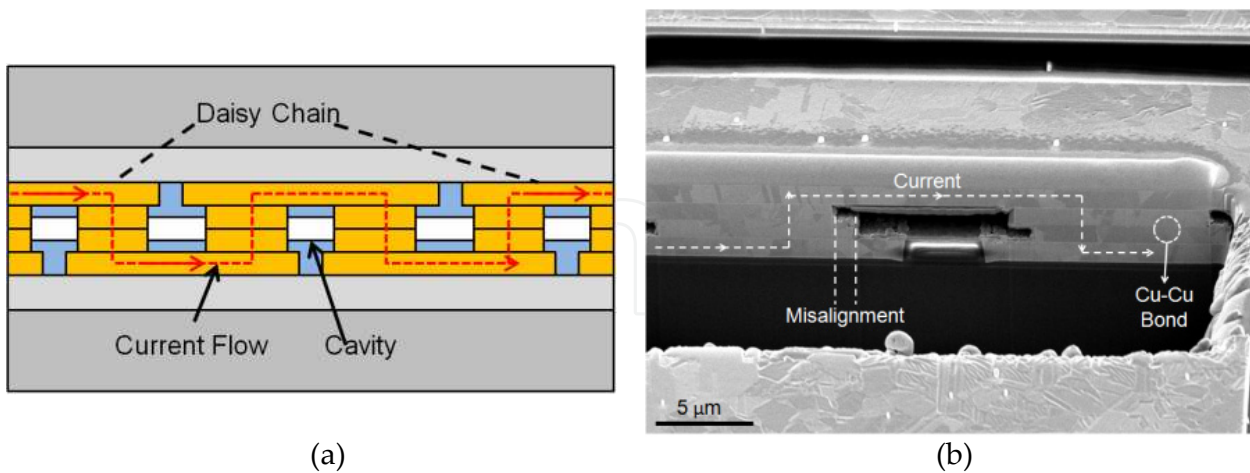 Daisy Chain
Current Flow
Cavity
(a)
Current
Misalignment
Cu-Cu
Bond
5 μm
(b)